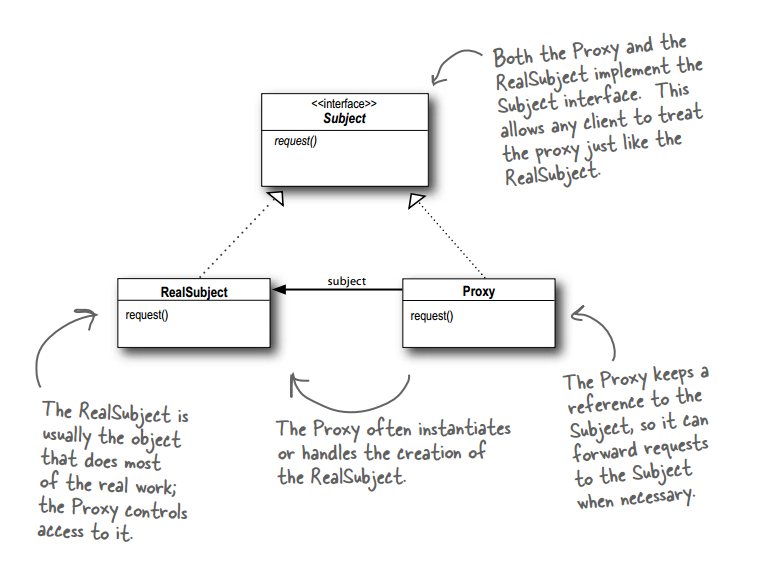 Both the Proxy and the
RealSubject implement the
Subject interface. This
allows any client to treat
the proxy just like the
RealSubject.
<<interface>>
Subject
request()
RealSubject
request()
subject
Proxy
request()
The RealSubject is
usually the object
that does most
of the real work;
the Proxy controls
access to it.
The Proxy often instantiates
or handles the creation of
the RealSubject.
The Proxy keeps a
reference to the
Subject, so it can
forward requests
to the Subject
when necessary.